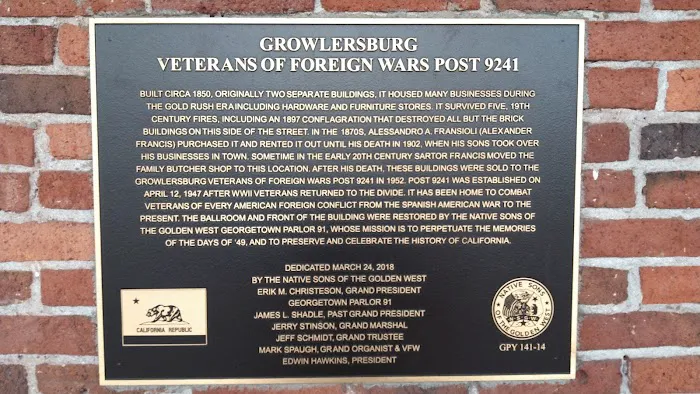 GROWLERSBURG
VETERANS OF FOREIGN WARS POST 9241
BUILT CIRCA 1850, ORIGINALLY TWO SEPARATE BUILDINGS, IT HOUSED MANY BUSINESSES DURING
THE GOLD RUSH ERA INCLUDING HARDWARE AND FURNITURE STORES. IT SURVIVED FIVE, 19TH
CENTURY FIRES, INCLUDING AN 1897 CONFLAGRATION THAT DESTROYED ALL BUT THE BRICK
BUILDINGS ON THIS SIDE OF THE STREET. IN THE 1870S, ALESSANDRO A. FRANSIOLI (ALEXANDER
FRANCIS) PURCHASED IT AND RENTED IT OUT UNTIL HIS DEATH IN 1902, WHEN HIS SONS TOOK OVER
HIS BUSINESSES IN TOWN. SOMETIME IN THE EARLY 20TH CENTURY SARTOR FRANCIS MOVED THE
FAMILY BUTCHER SHOP TO THIS LOCATION. AFTER HIS DEATH, THESE BUILDINGS WERE SOLD TO THE
GROWLERSBURG VETERANS OF FOREIGN WARS POST 9241 IN 1952. POST 9241 WAS ESTABLISHED ON
APRIL 12, 1947 AFTER WWII VETERANS RETURNED TO THE DIVIDE. IT HAS BEEN HOME TO COMBAT
VETERANS OF EVERY AMERICAN FOREIGN CONFLICT FROM THE SPANISH AMERICAN WAR TO THE
PRESENT. THE BALLROOM AND FRONT OF THE BUILDING WERE RESTORED BY THE NATIVE SONS OF
THE GOLDEN WEST GEORGETOWN PARLOR 91, WHOSE MISSION IS TO PERPETUATE THE MEMORIES
OF THE DAYS OF '49, AND TO PRESERVE AND CELEBRATE THE HISTORY OF CALIFORNIA.
DEDICATED MARCH 24, 2018
BY THE NATIVE SONS OF THE GOLDEN WEST
ERIK M. CHRISTESON, GRAND PRESIDENT
GEORGETOWN PARLOR 91
JAMES L. SHADLE, PAST GRAND PRESIDENT
JERRY STINSON, GRAND MARSHAL
JEFF SCHMIDT, GRAND TRUSTEE
MARK SPAUGH, GRAND ORGANIST & VFW
EDWIN HAWKINS, PRESIDENT
CALIFORNIA REPUBLIC
NATIVE SONS
OF THE GOLDEN WEST
GPY 141-14